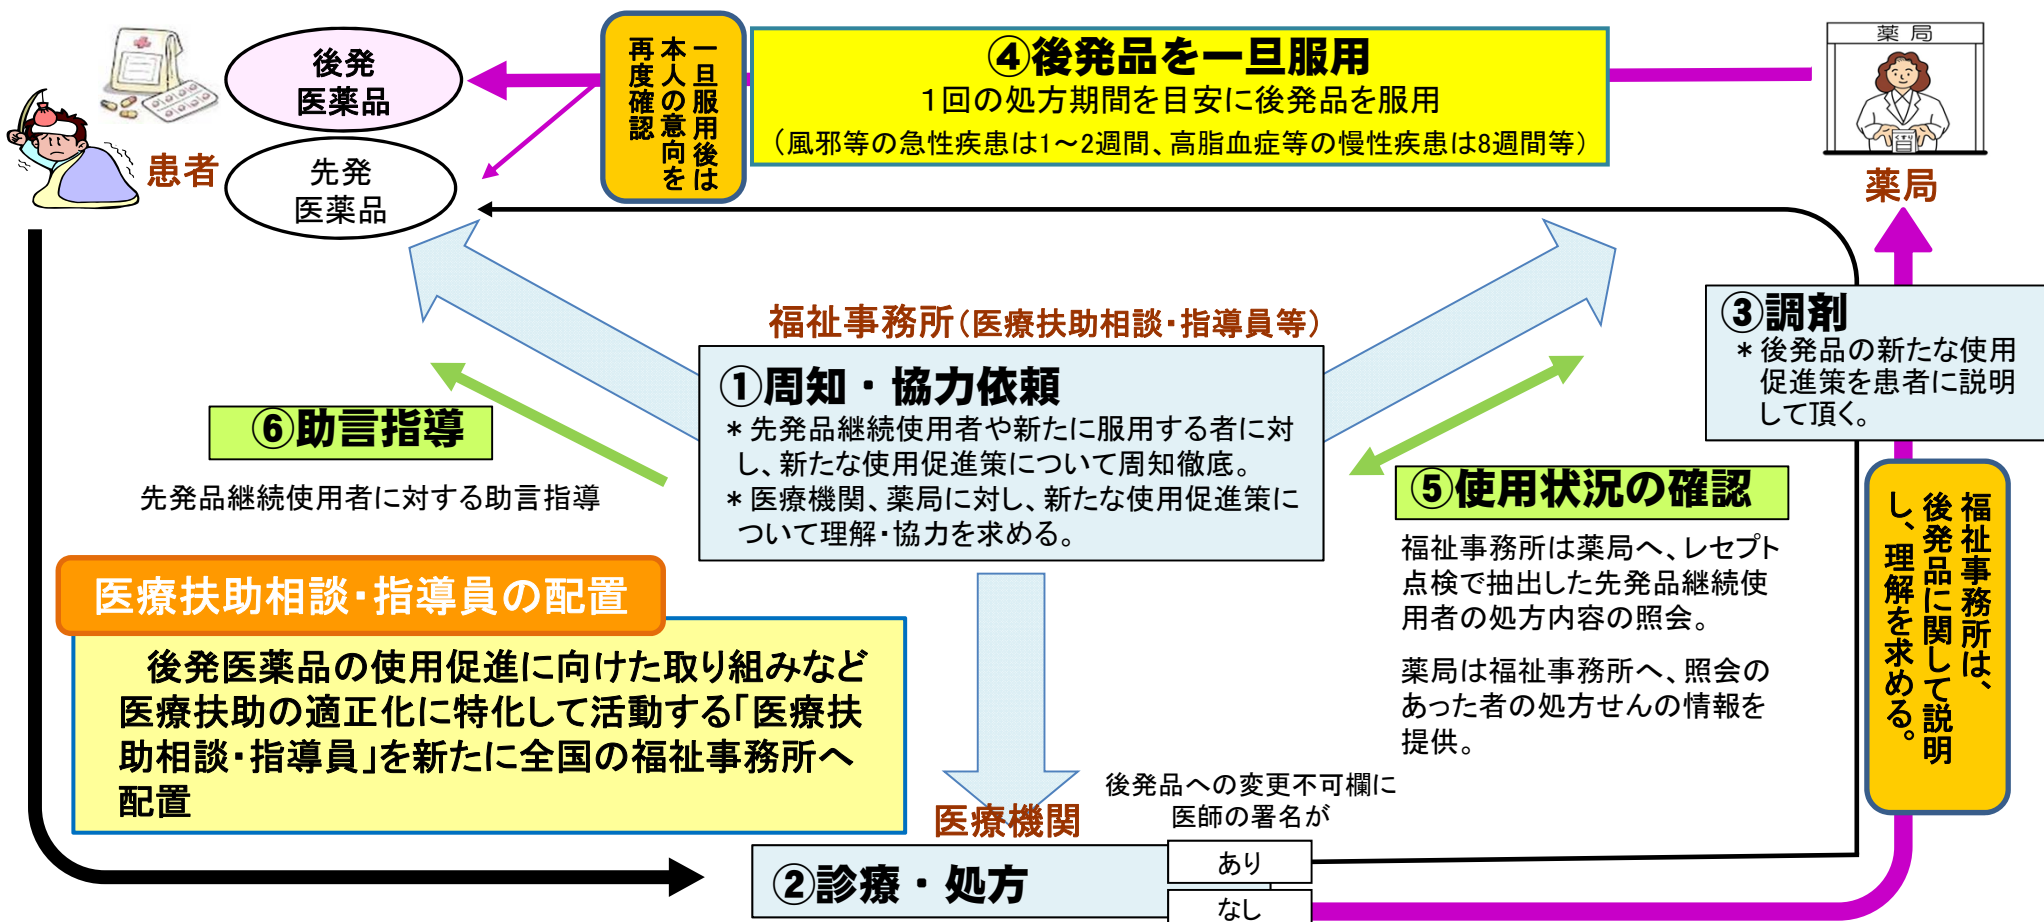 後発
医薬品
先発
医薬品
患者
一旦服用後は
本人の意向を
再度確認
④後発品を一旦服用
1回の処方期間を目安に後発品を服用
(風邪等の急性疾患は1~2週間、高脂血症等の慢性疾患は8週間等)
薬局
くすり
薬局
福祉事務所(医療扶助相談・指導員等)
①周知・協力依頼
*先発品継続使用者や新たに服用する者に対
し、新たな使用促進策について周知徹底。
*医療機関、薬局に対し、新たな使用促進策に
ついて理解・協力を求める。
③調剤
*後発品の新たな使用
促進策を患者に説明
して頂く。
⑥助言指導
先発品継続使用者に対する助言指導
⑤使用状況の確認
福祉事務所は薬局へ、レセプト
点検で抽出した先発品継続使
用者の処方内容の照会。
薬局は福祉事務所へ、照会の
あった者の処方せんの情報を
提供。
福祉事務所は、
後発品に関して説明
し、理解を求める。
医療扶助相談・指導員の配置
後発医薬品の使用促進に向けた取り組みなど
医療扶助の適正化に特化して活動する「医療扶
助相談・指導員」を新たに全国の福祉事務所へ
配置
医療機関
後発品への変更不可欄に
医師の署名が
②診療・処方
あり
なし